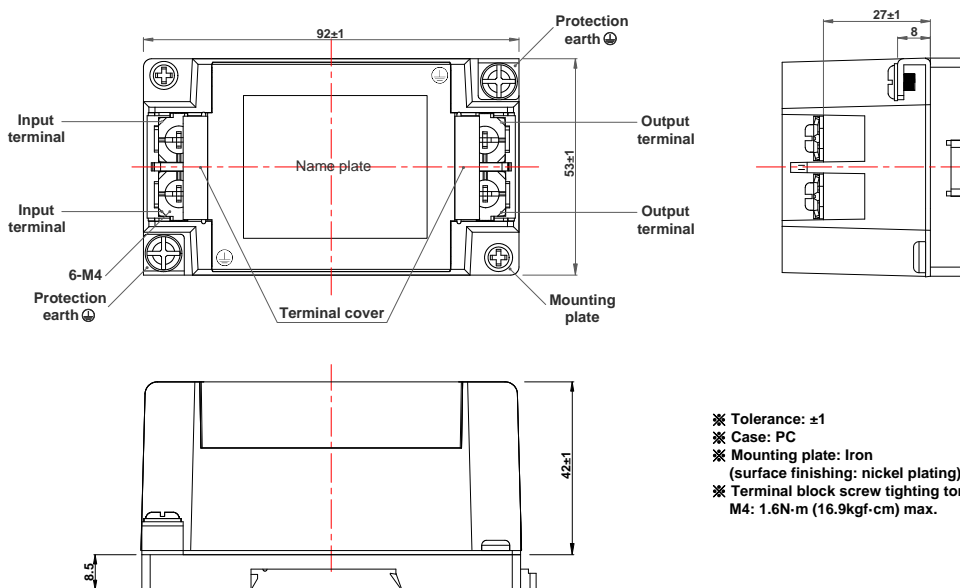 92±1
Protection
earth
27±1
8
Input
terminal
Output
terminal
Name plate
53±1
Input
terminal
Output
terminal
6-M4
Protection
earth
Terminal cover
Mounting
plate
42±1
8.5
※ Tolerance: ±1
※ Case: PC
※ Mounting plate: Iron
(surface finishing: nickel plating)
※ Terminal block screw tighting tor
M4: 1.6N·m (16.9kgf·cm) max.